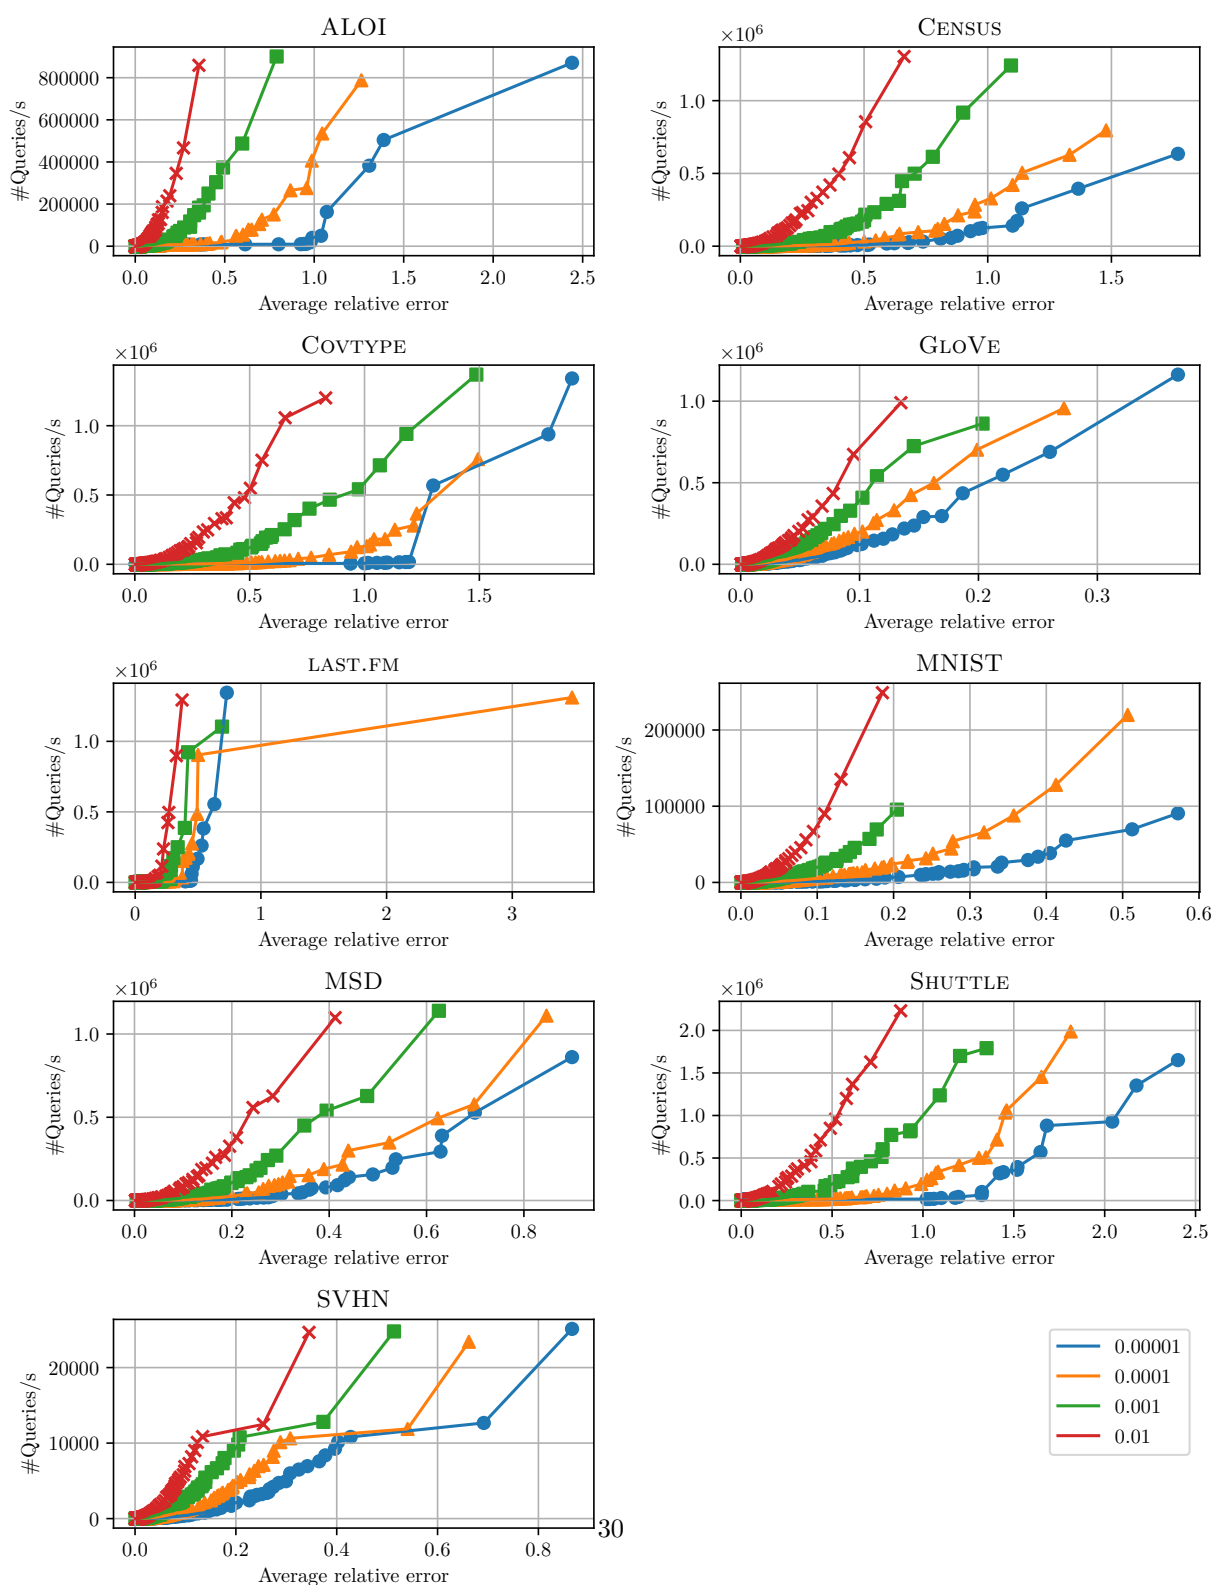 ALOI
#Queries/s
800000
600000
400000
200000
0
0.0 0.5 1.0 1.5 2.0 2.5
Average relative error
CENSUS
×10⁶
#Queries/s
1.0
0.5
0.0
0.0 0.5 1.0 1.5
Average relative error
COVTYPE
×10⁶
#Queries/s
1.0
0.5
0.0
0.0 0.5 1.0 1.5
Average relative error
GLOVE
×10⁶
#Queries/s
1.0
0.5
0.0
0.0 0.1 0.2 0.3
Average relative error
LAST.FM
×10⁶
#Queries/s
1.0
0.5
0.0
0 1 2 3
Average relative error
MNIST
#Queries/s
200000
100000
0
0.0 0.1 0.2 0.3 0.4 0.5 0.6
Average relative error
MSD
×10⁶
#Queries/s
1.0
0.5
0.0
0.0 0.2 0.4 0.6 0.8
Average relative error
SHUTTLE
×10⁶
#Queries/s
2.0
1.5
1.0
0.5
0.0
0.0 0.5 1.0 1.5 2.0 2.5
Average relative error
SVHN
#Queries/s
20000
10000
0
0.0 0.2 0.4 0.6 0.8
Average relative error
0.00001
0.0001
0.001
0.01
30